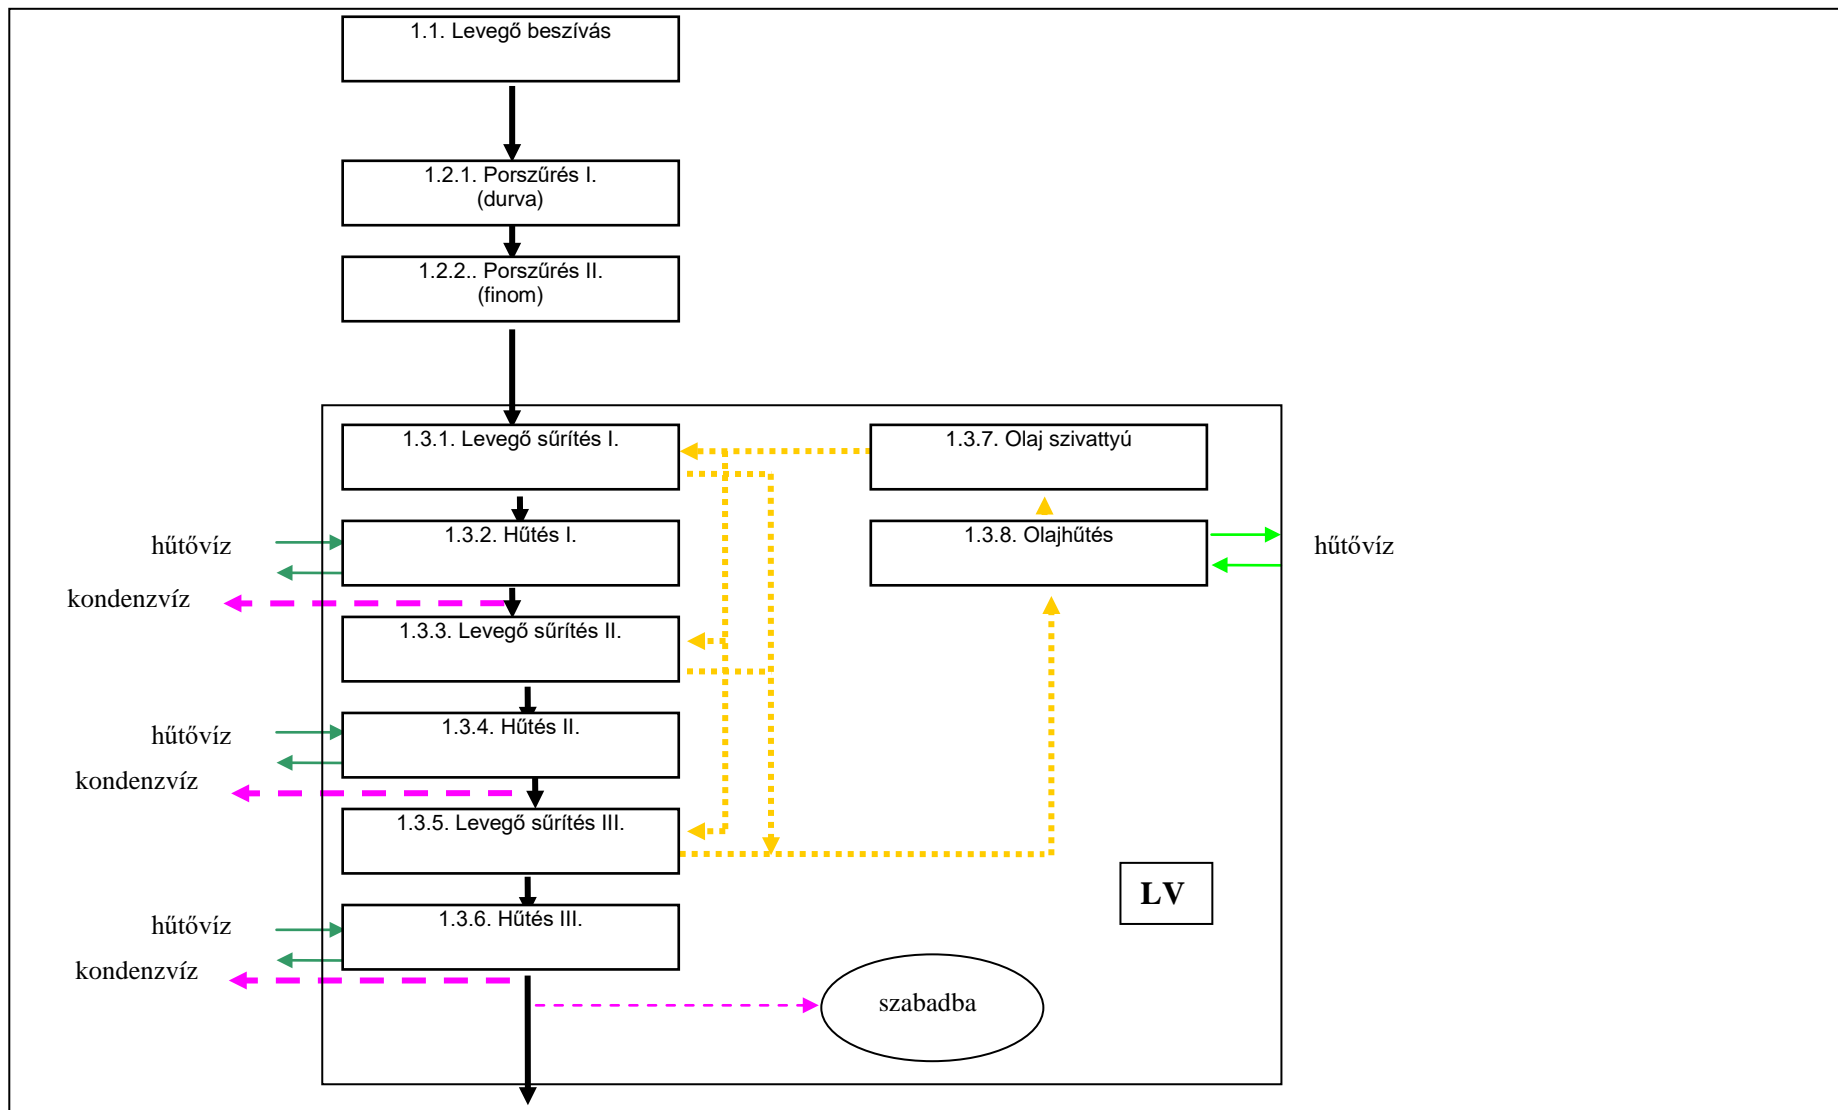 1.1. Levegő beszívás
1.2.1. Porszűrés I.
(durva)
1.2.2.. Porszűrés II.
(finom)
1.3.1. Levegő sűrítés I.
1.3.7. Olaj szivattyú
1.3.2. Hűtés I.
1.3.8. Olajhűtés
hűtővíz
hűtővíz
kondenzvíz
1.3.3. Levegő sűrítés II.
1.3.4. Hűtés II.
hűtővíz
kondenzvíz
1.3.5. Levegő sűrítés III.
LV
1.3.6. Hűtés III.
hűtővíz
kondenzvíz
szabadba